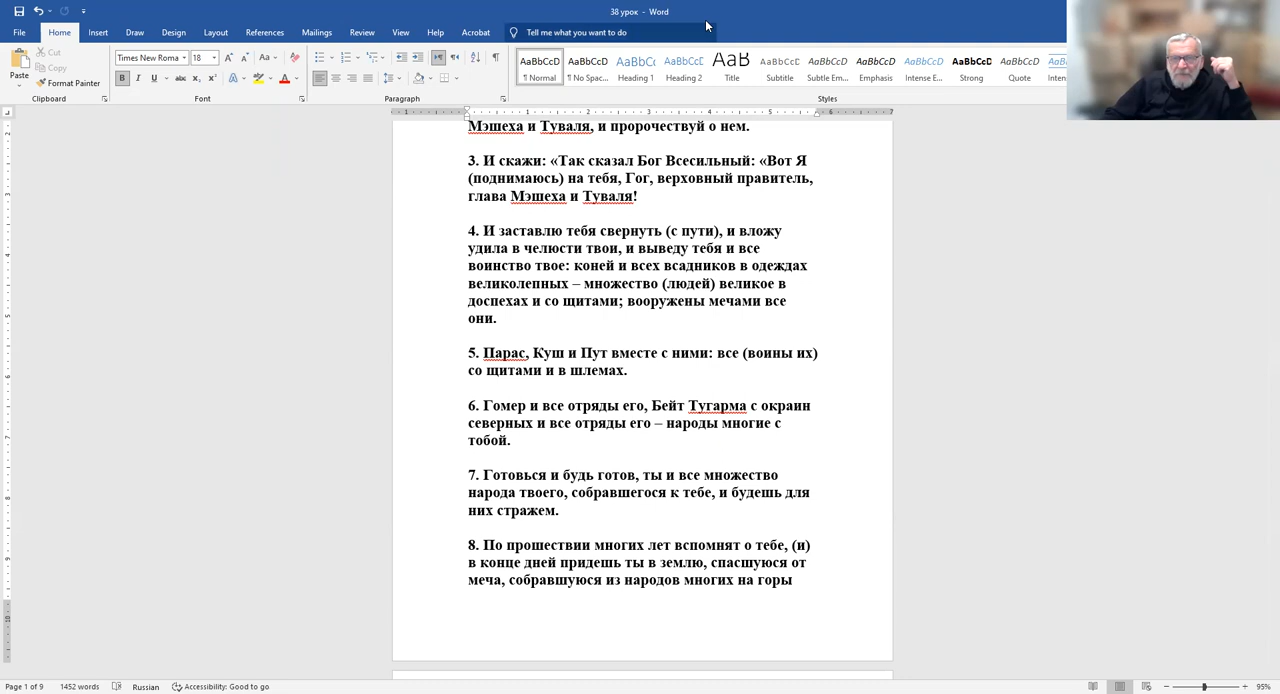 38 урок - Word
File Home Insert Draw Design Layout References Mailings Review View Help Acrobat Tell me what you want to do
Paste
Cut
Copy
Format Painter
Clipboard
Times New Roma 18
Font
Paragraph
AaBbCcD AaBbCcD AaBbC AaBbCcC AaB AaBbCcD AaBbCcD AaBbCcD AaBbCcD AaBbCcD AaBbCcD
¶ Normal ¶ No Spac... Heading 1 Heading 2 Title Subtitle Subtle Em... Emphasis Intense E... Strong Quote Inten
Styles
Мэшеха и Туваля, и пророчествуй о нем.
3. И скажи: «Так сказал Бог Всесильный: «Вот Я
(поднимаюсь) на тебя, Гог, верховный правитель,
глава Мэшеха и Туваля!
4. И заставлю тебя свернуть (с пути), и вложу
удила в челюсти твои, и выведу тебя и все
воинство твое: коней и всех всадников в одеждах
великолепных – множество (людей) великое в
доспехах и со щитами; вооружены мечами все
они.
5. Парас, Куш и Пут вместе с ними: все (воины их)
со щитами и в шлемах.
6. Гомер и все отряды его, Бейт Тугарма с окраин
северных и все отряды его – народы многие с
тобой.
7. Готовься и будь готов, ты и все множество
народа твоего, собравшегося к тебе, и будешь для
них стражем.
8. По прошествии многих лет вспомнят о тебе, (и)
в конце дней придешь ты в землю, спасшуюся от
меча, собравшуюся из народов многих на горы
Page 1 of 9 1452 words Russian Accessibility: Good to go 95%